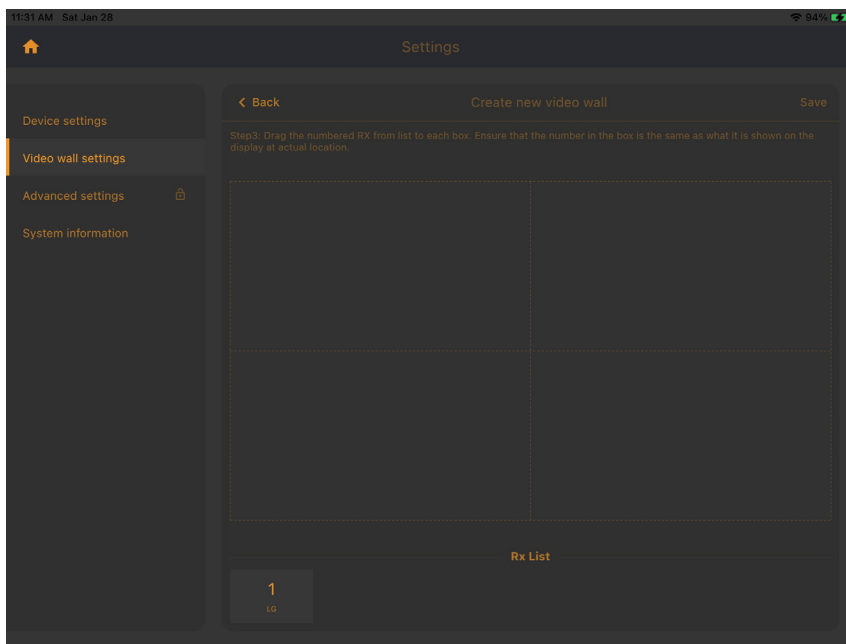 11:31 AM Sat Jan 28
94%
Settings
Device settings
Video wall settings
Advanced settings
System information
Back
Create new video wall
Save
Step3: Drag the numbered RX from list to each box. Ensure that the number in the box is the same as what it is shown on the
display at actual location.
Rx List
1
LG